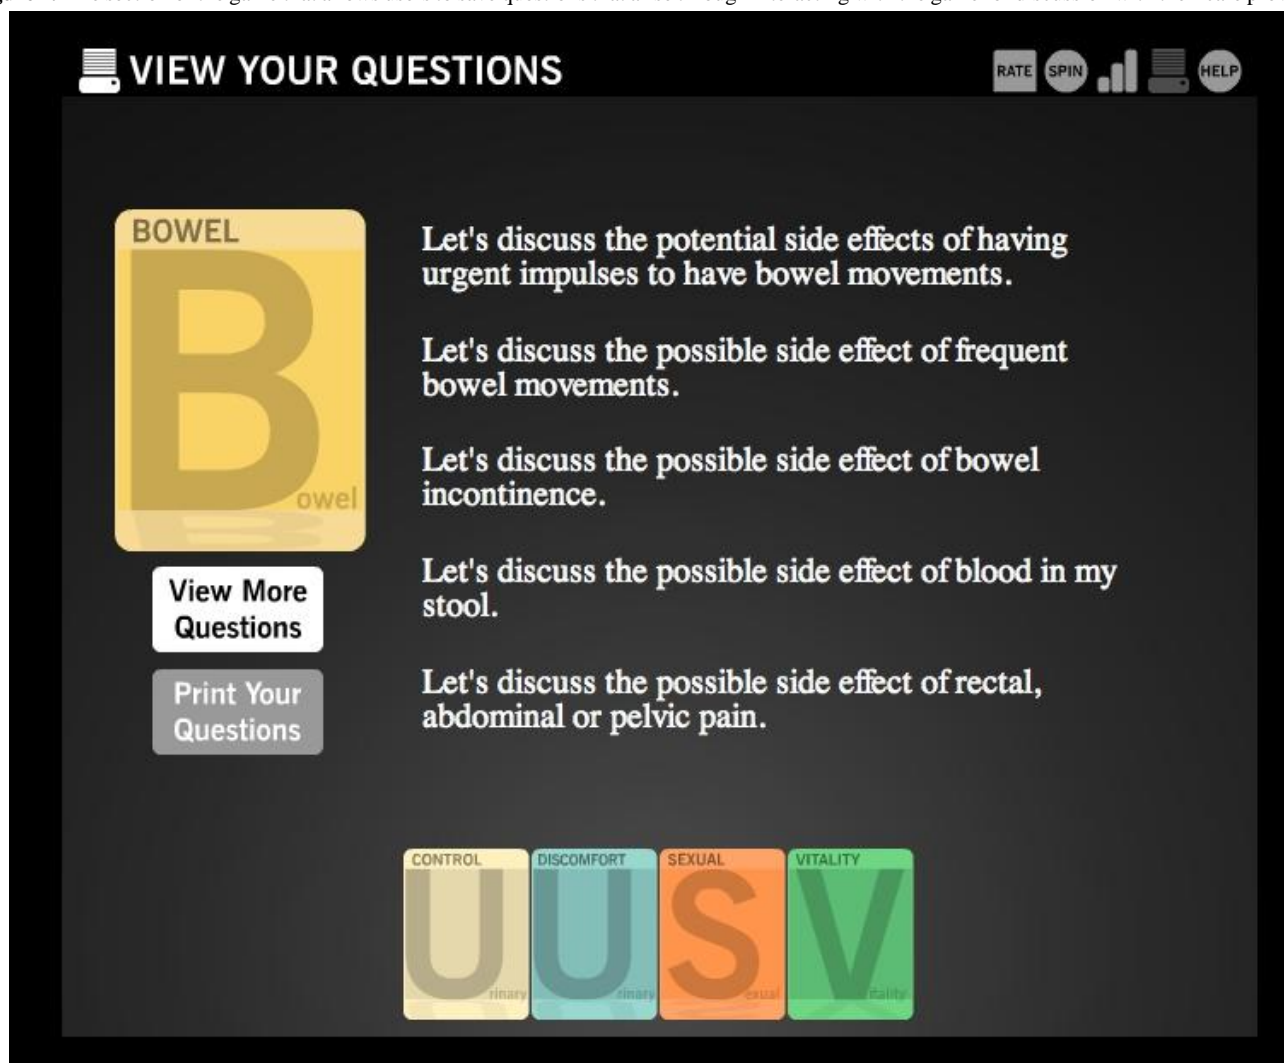 VIEW YOUR QUESTIONS
RATE SPIN HELP
BOWEL
B
owel
Let's discuss the potential side effects of having
urgent impulses to have bowel movements.
Let's discuss the possible side effect of frequent
bowel movements.
Let's discuss the possible side effect of bowel
incontinence.
Let's discuss the possible side effect of blood in my
stool.
Let's discuss the possible side effect of rectal,
abdominal or pelvic pain.
View More
Questions
Print Your
Questions
CONTROL
U
rinary
DISCOMFORT
U
rinary
SEXUAL
S
exual
VITALITY
V
itality